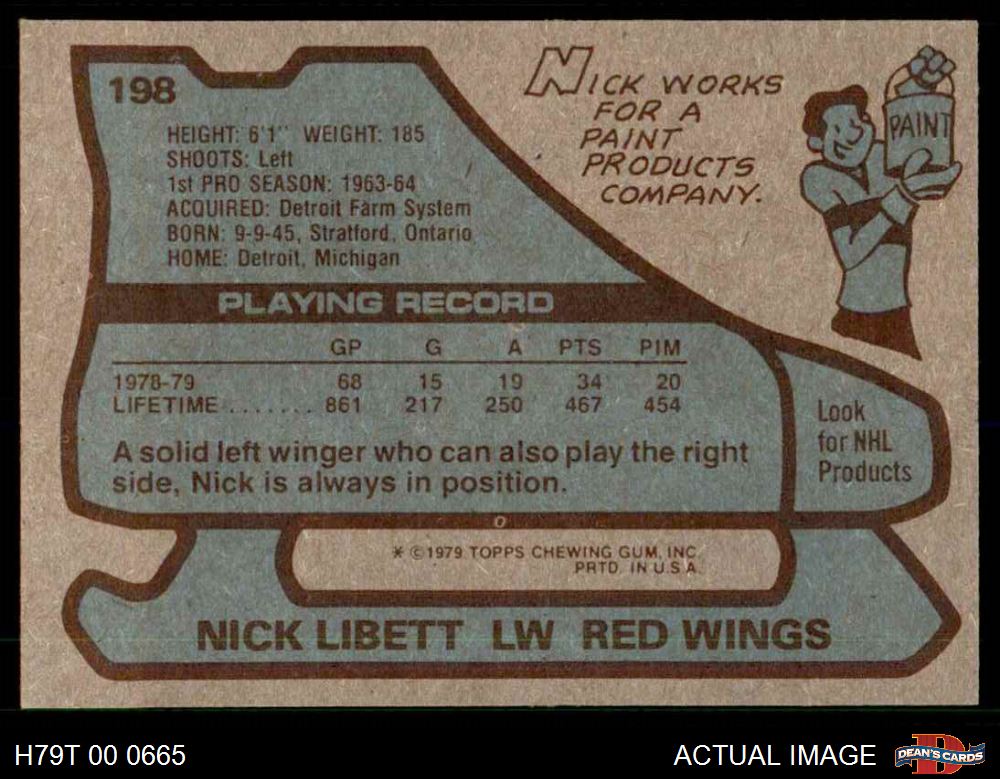 198
HEIGHT: 6'1" WEIGHT: 185
SHOOTS: Left
1st PRO SEASON: 1963-64
ACQUIRED: Detroit Farm System
BORN: 9-9-45, Stratford, Ontario
HOME: Detroit, Michigan
NICK WORKS
FOR A
PAINT
PRODUCTS
COMPANY.
PAINT
PLAYING RECORD
GP G A PTS PIM
1978-79 68 15 19 34 20
LIFETIME ....... 861 217 250 467 454
A solid left winger who can also play the right
side, Nick is always in position.
Look
for NHL
Products
* ©1979 TOPPS CHEWING GUM, INC.
PRTD. IN U.S.A.
NICK LIBETT LW RED WINGS
H79T 00 0665
ACTUAL IMAGE
D
DEAN'S CARDS